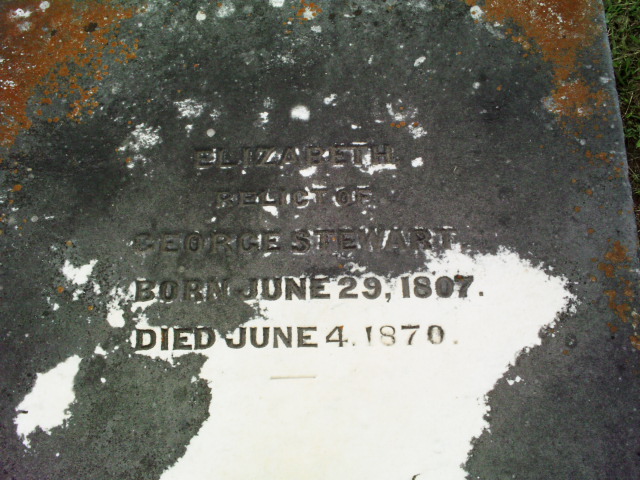 ELIZABETH
RELICT OF
GEORGE STEWART
BORN JUNE 29, 1807.
DIED JUNE 4. 1870.